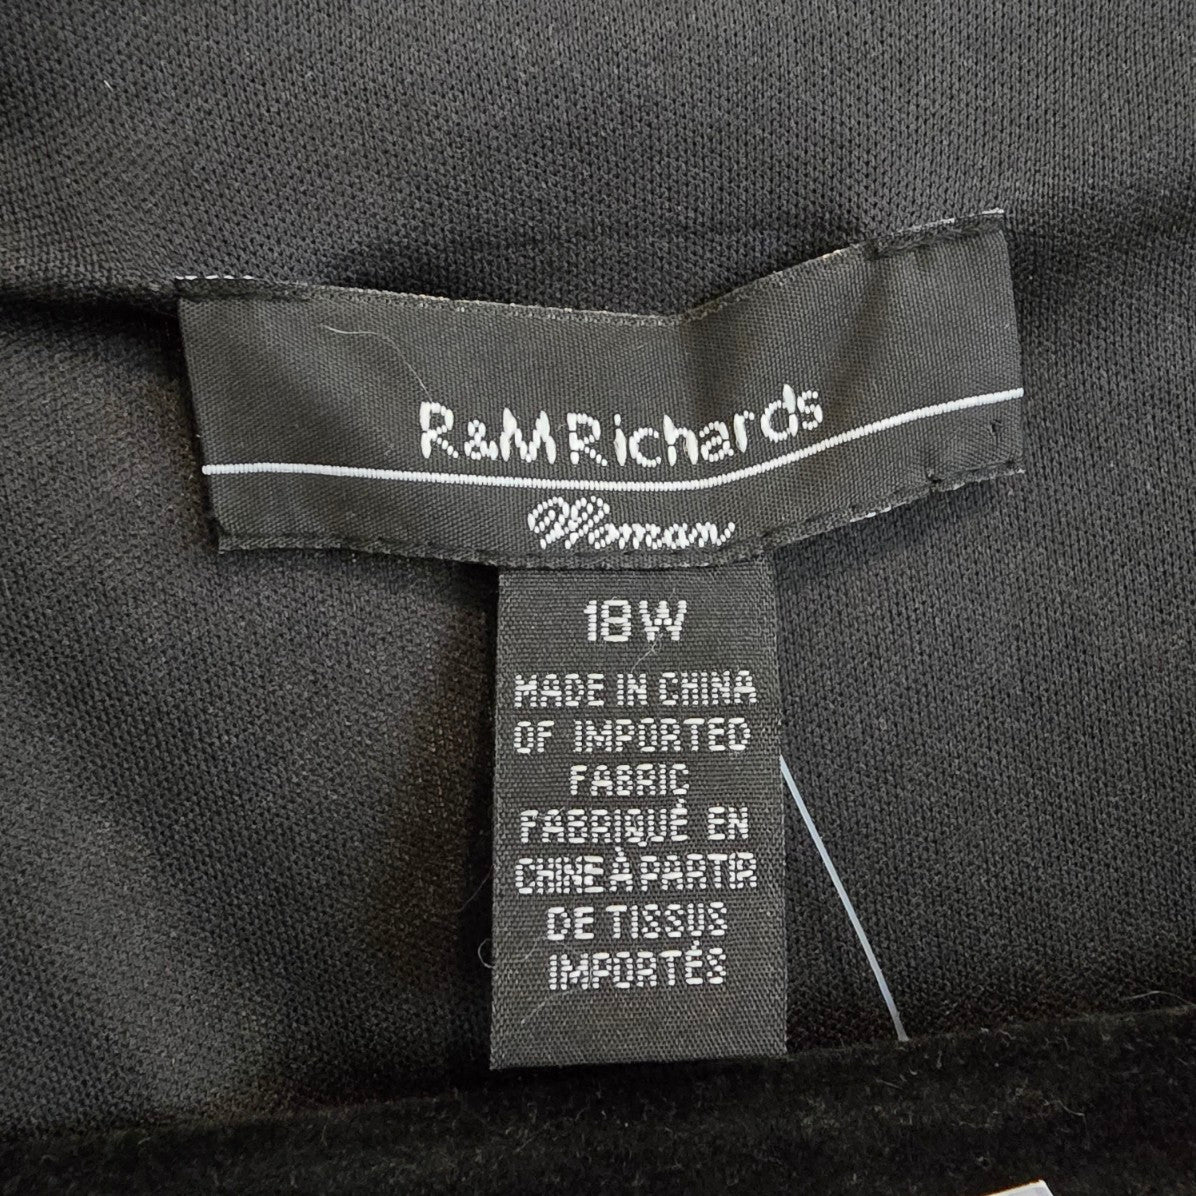 R&M Richards
Woman
18W
MADE IN CHINA
OF IMPORTED
FABRIC
FABRIQUÉ EN
CHINE À PARTIR
DE TISSUS
IMPORTÉS